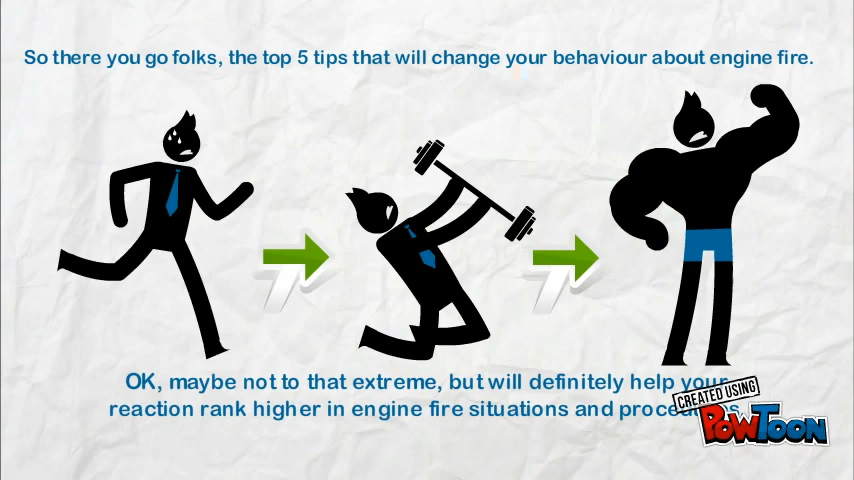 So there you go folks, the top 5 tips that will change your behaviour about engine fire.
OK, maybe not to that extreme, but will definitely help your
reaction rank higher in engine fire situations and
CREATED USING
POWTOON